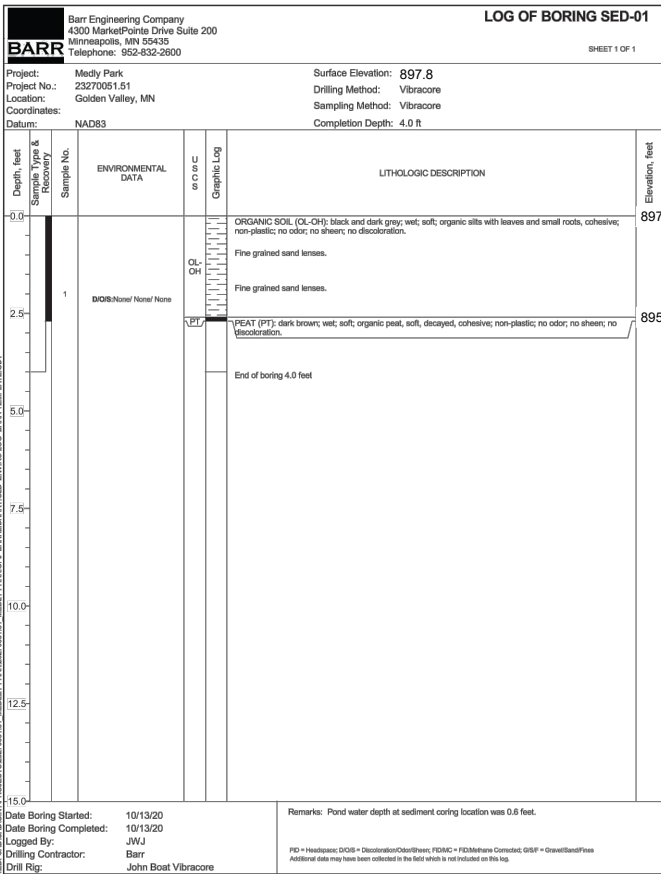 BARR
Barr Engineering Company
4300 MarketPointe Drive Suite 200
Minneapolis, MN 55435
Telephone: 952-832-2600
LOG OF BORING SED-01
SHEET 1 OF 1
Project: Medly Park
Project No.: 23270051.51
Location: Golden Valley, MN
Coordinates:
Datum: NAD83
Surface Elevation: 897.8
Drilling Method: Vibracore
Sampling Method: Vibracore
Completion Depth: 4.0 ft
Depth, feet
Sample Type &
Recovery
Sample No.
ENVIRONMENTAL
DATA
U
S
C
S
Graphic Log
LITHOLOGIC DESCRIPTION
Elevation, feet
0.0
897
ORGANIC SOIL (OL-OH): black and dark grey; wet; soft; organic silts with leaves and small roots, cohesive;
non-plastic; no odor; no sheen; no discoloration.
Fine grained sand lenses.
OL-
OH
Fine grained sand lenses.
1
D/O/S:None/ None/ None
2.5
895
PT
PEAT (PT): dark brown; wet; soft; organic peat, soft, decayed, cohesive; non-plastic; no odor; no sheen; no
discoloration.
End of boring 4.0 feet
5.0
7.5
10.0
12.5
15.0
Date Boring Started: 10/13/20
Date Boring Completed: 10/13/20
Logged By: JWJ
Drilling Contractor: Barr
Drill Rig: John Boat Vibracore
Remarks: Pond water depth at sediment coring location was 0.6 feet.
PID = Headspace; D/O/S = Discoloration/Odor/Sheen; FID/MC = FID/Methane Corrected; G/S/F = Gravel/Sand/Fines
Additional data may have been collected in the field which is not included on this log.